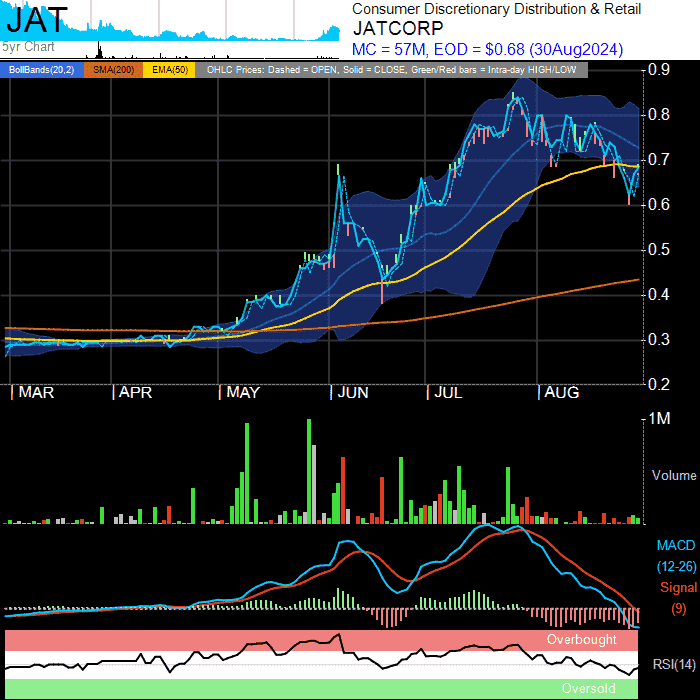 JAT
5yr Chart
Consumer Discretionary Distribution & Retail
JATCORP
MC = 57M, EOD = $0.68 (30Aug2024)
BollBands(20,2) SMA(200) EMA(50) OHLC Prices: Dashed = OPEN, Solid = CLOSE, Green/Red bars = Intra-day HIGH/LOW
0.9
0.8
0.7
0.6
0.5
0.4
0.3
0.2
MAR APR MAY JUN JUL AUG
1M
Volume
MACD
(12-26)
Signal
(9)
Overbought
RSI(14)
Oversold